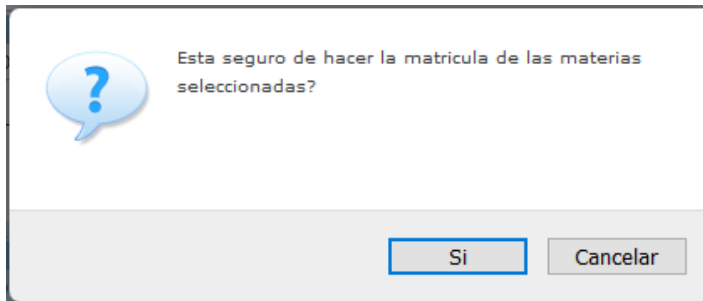 Esta seguro de hacer la matricula de las materias
seleccionadas?
Si
Cancelar